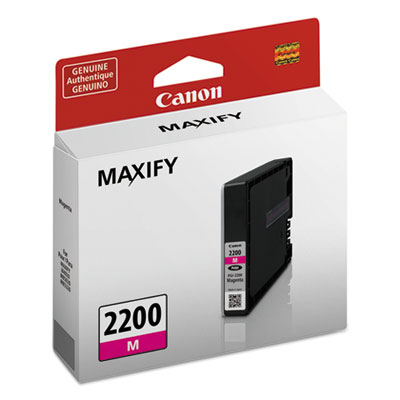 GENUINE
Authentique
GENUINO
Canon
MAXIFY
MAXIFY
Magenta
Canon
2200
M
PGI-2200
Magenta
2200
M